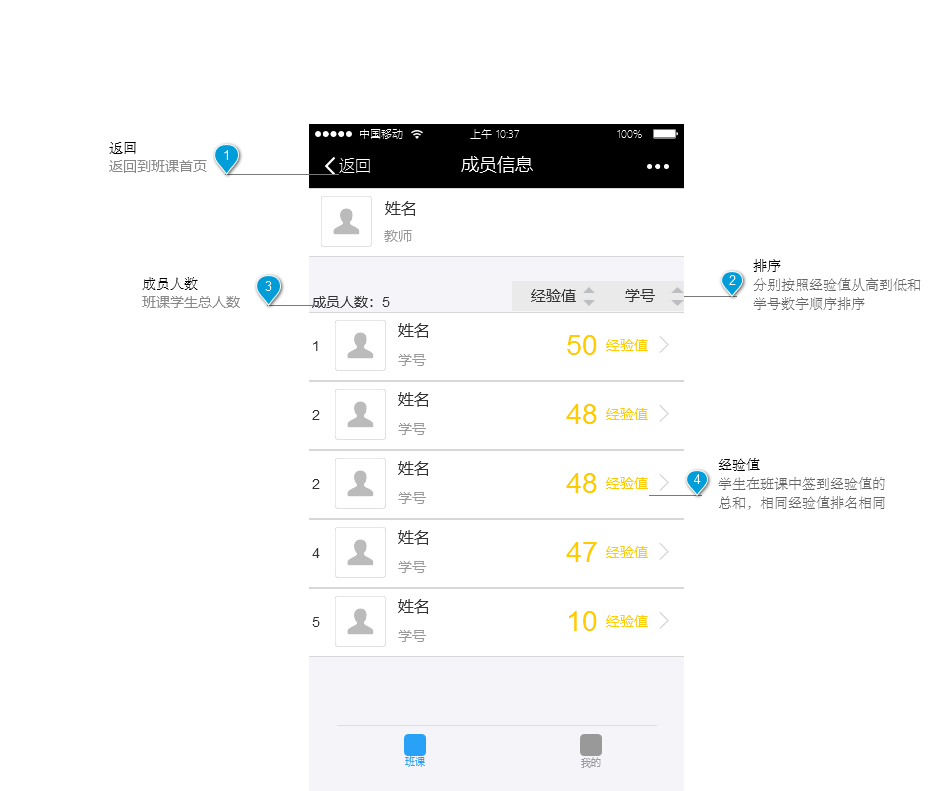 中国移动 上午 10:37 100%
返回
返回到班课首页
1
返回 成员信息
姓名
教师
成员人数
班课学生总人数
3
排序
分别按照经验值从高到低和
学号数字顺序排序
2
成员人数：5 经验值 学号
1 姓名 50 经验值
学号
2 姓名 48 经验值
学号
2 姓名 48 经验值
学号
经验值
学生在班课中签到经验值的
总和，相同经验值排名相同
4
4 姓名 47 经验值
学号
5 姓名 10 经验值
学号
班课 我的